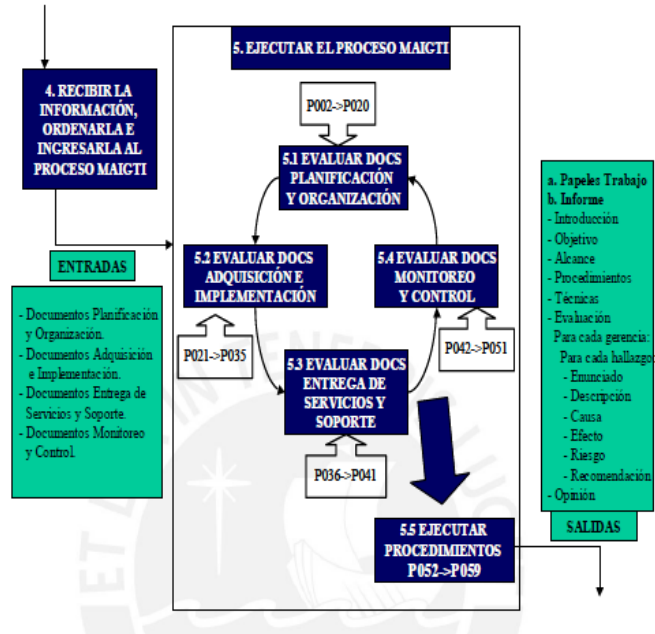 5. EJECUTAR EL PROCESO MAIGTI
4. RECIBIR LA
INFORMACIÓN,
ORDENARLA E
INGRESARLA AL
PROCESO MAIGTI
P002->P020
5.1 EVALUAR DOCS
PLANIFICACIÓN
Y ORGANIZACIÓN
5.2 EVALUAR DOCS
ADQUISICIÓN E
IMPLEMENTACIÓN
5.4 EVALUAR DOCS
MONITOREO
Y CONTROL
P021->P035
P042->P051
5.3 EVALUAR DOCS
ENTREGA DE
SERVICIOS Y
SOPORTE
P036->P041
5.5 EJECUTAR
PROCEDIMIENTOS
P052->P059
ENTRADAS
- Documentos Planificación
y Organización.
- Documentos Adquisición
e Implementación.
- Documentos Entrega de
Servicios y Soporte.
- Documentos Monitoreo
y Control.
a. Papeles Trabajo
b. Informe
- Introducción
- Objetivo
- Alcance
- Procedimientos
- Técnicas
- Evaluación
Para cada gerencia:
Para cada hallazgo:
- Enunciado
- Descripción
- Causa
- Efecto
- Riesgo
- Recomendación
- Opinión
SALIDAS